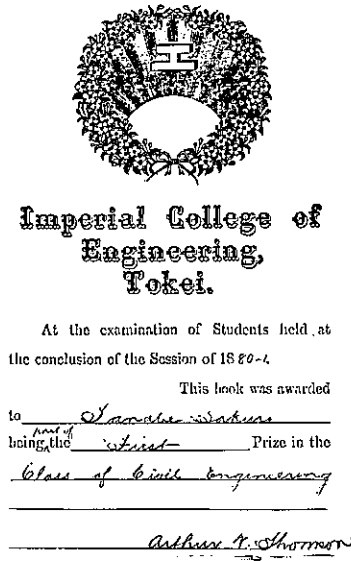 工
Imperial College of
Engineering,
Tokei.
At the examination of Students held at
the conclusion of the Session of 1880-1.
This book was awarded
to Tanabe Sakuro
being part of the First Prize in the
Class of Civil Engineering
Arthur W. Thomson